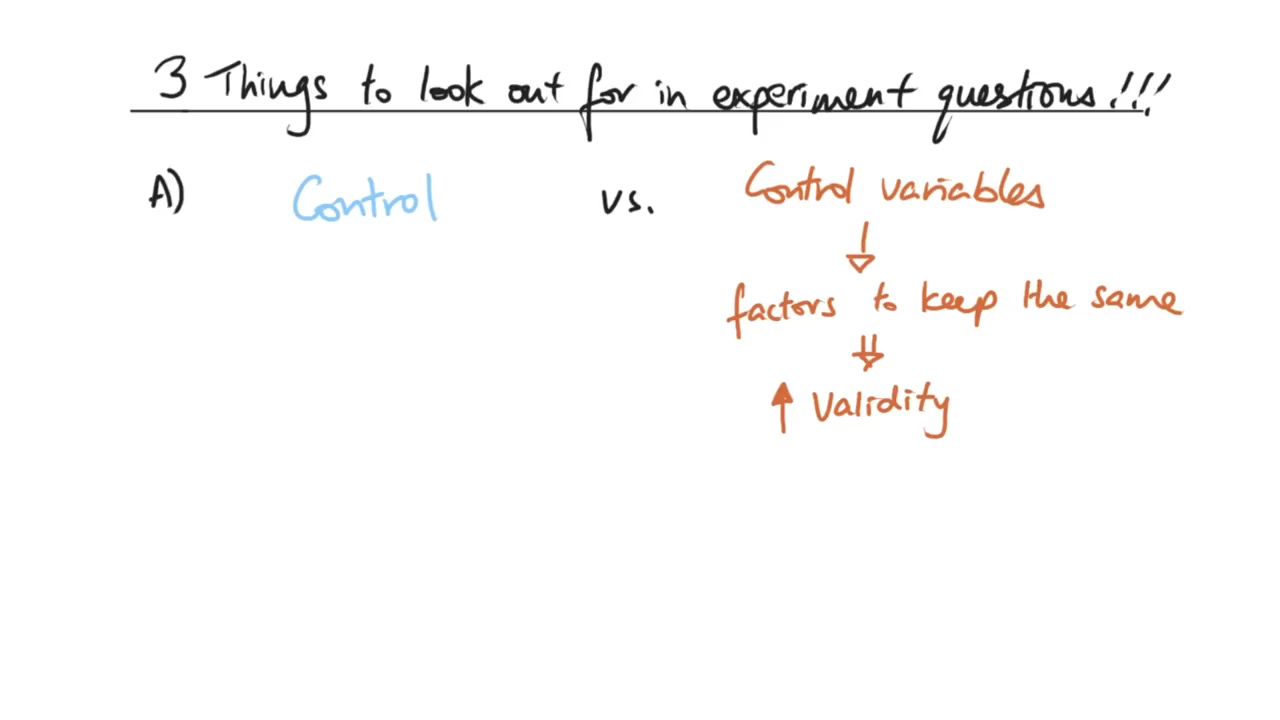 3 Things to look out for in experiment questions!!!
A) Control vs. Control variables
factors to keep the same
↑ Validity